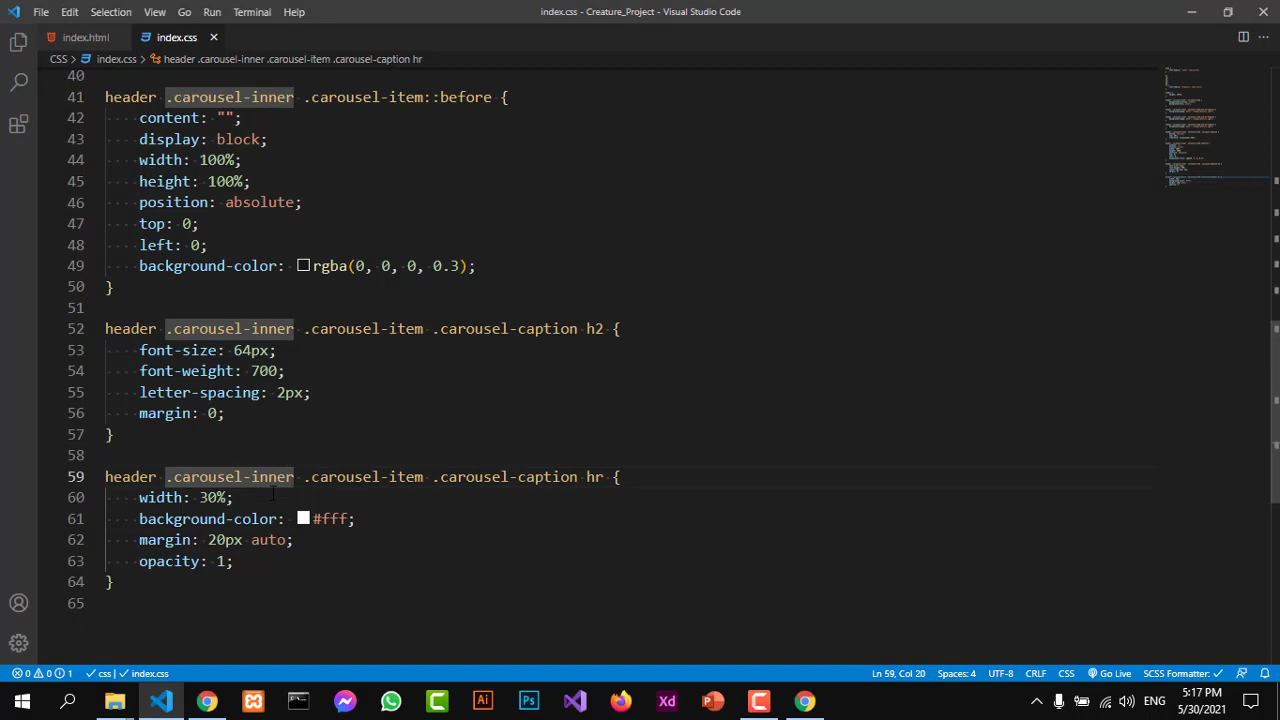 File Edit Selection View Go Run Terminal Help
index.css - Creature_Project - Visual Studio Code
index.html index.css
CSS > index.css > header .carousel-inner .carousel-item .carousel-caption hr
40
41 header .carousel-inner .carousel-item::before {
42 content: "";
43 display: block;
44 width: 100%;
45 height: 100%;
46 position: absolute;
47 top: 0;
48 left: 0;
49 background-color: rgba(0, 0, 0, 0.3);
50 }
51
52 header .carousel-inner .carousel-item .carousel-caption h2 {
53 font-size: 64px;
54 font-weight: 700;
55 letter-spacing: 2px;
56 margin: 0;
57 }
58
59 header .carousel-inner .carousel-item .carousel-caption hr {
60 width: 30%;
61 background-color: #fff;
62 margin: 20px auto;
63 opacity: 1;
64 }
65
0 0 1 css | index.css Ln 59, Col 20 Spaces: 4 UTF-8 CRLF CSS Go Live SCSS Formatter
Ai Ps Xd ENG 5:17 PM
5/30/2021